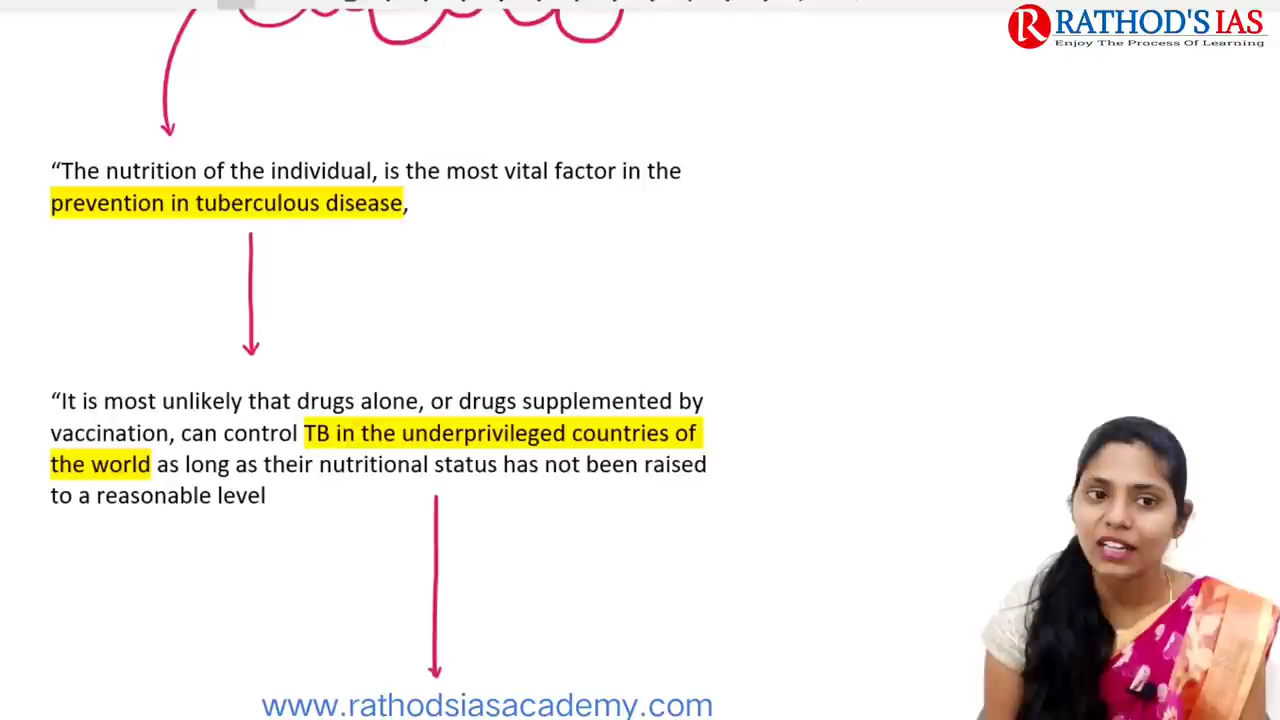 RATHOD'S IAS
Enjoy The Process Of Learning
“The nutrition of the individual, is the most vital factor in the
prevention in tuberculous disease,
“It is most unlikely that drugs alone, or drugs supplemented by
vaccination, can control TB in the underprivileged countries of
the world as long as their nutritional status has not been raised
to a reasonable level
www.rathodsiasacademy.com